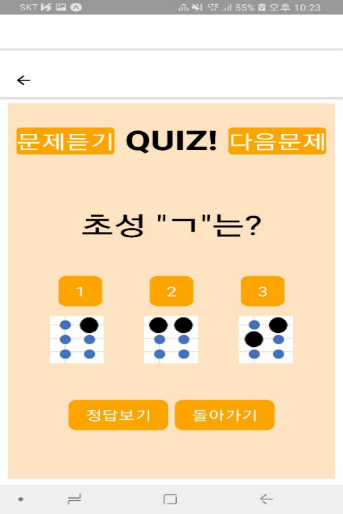 SKT 55% 오후 10:23
문제듣기 QUIZ! 다음문제
초성 "ㄱ"는?
1 2 3
정답보기 돌아가기